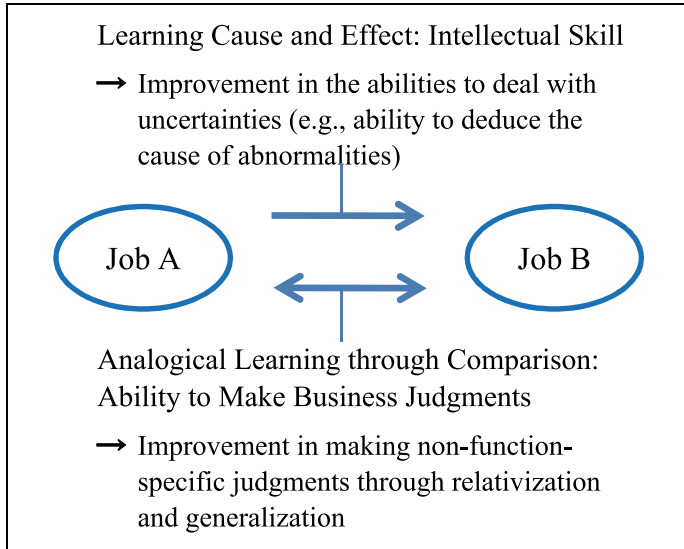 Learning Cause and Effect: Intellectual Skill
→ Improvement in the abilities to deal with
uncertainties (e.g., ability to deduce the
cause of abnormalities)
Job A
Job B
Analogical Learning through Comparison:
Ability to Make Business Judgments
→ Improvement in making non-function-
specific judgments through relativization
and generalization